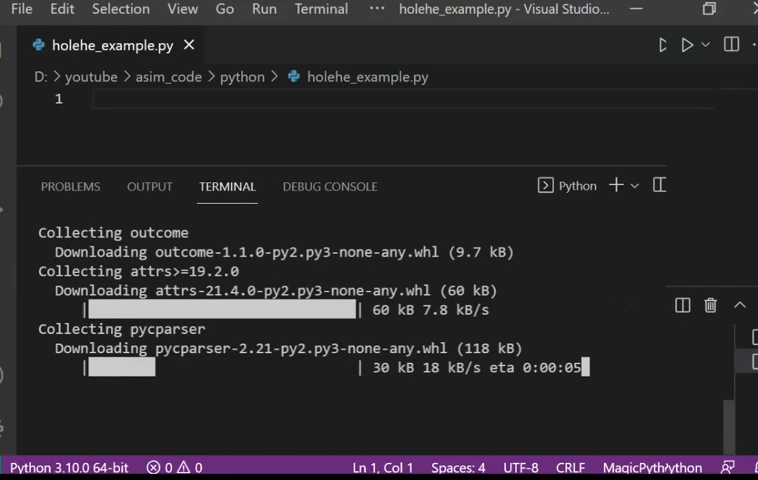 File Edit Selection View Go Run Terminal ··· holehe_example.py - Visual Studio...
holehe_example.py
D: > youtube > asim_code > python > holehe_example.py
1
PROBLEMS OUTPUT TERMINAL DEBUG CONSOLE Python
Collecting outcome
Downloading outcome-1.1.0-py2.py3-none-any.whl (9.7 kB)
Collecting attrs>=19.2.0
Downloading attrs-21.4.0-py2.py3-none-any.whl (60 kB)
| | 60 kB 7.8 kB/s
Collecting pycparser
Downloading pycparser-2.21-py2.py3-none-any.whl (118 kB)
| | 30 kB 18 kB/s eta 0:00:05
Python 3.10.0 64-bit 0 0 Ln 1, Col 1 Spaces: 4 UTF-8 CRLF MagicPython